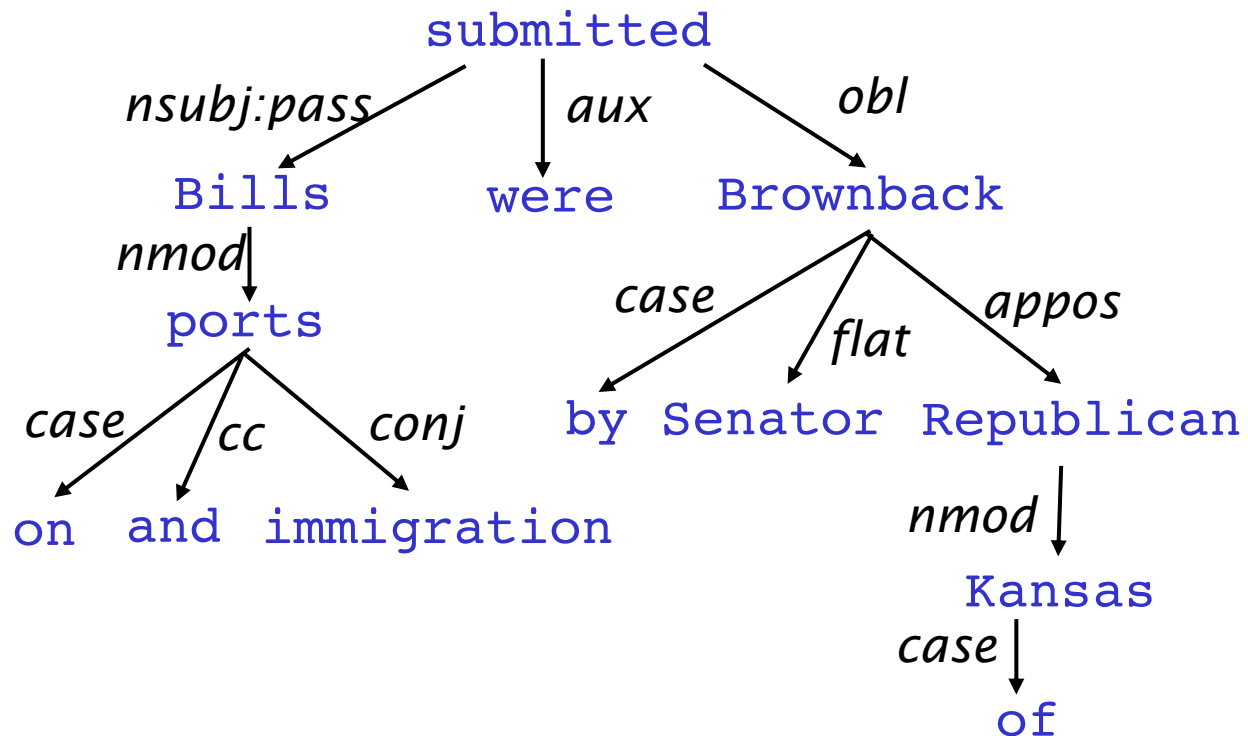 submitted
nsubj:pass aux obl
Bills were Brownback
nmod
ports
case flat appos
case cc conj
by Senator Republican
on and immigration
nmod
Kansas
case
of